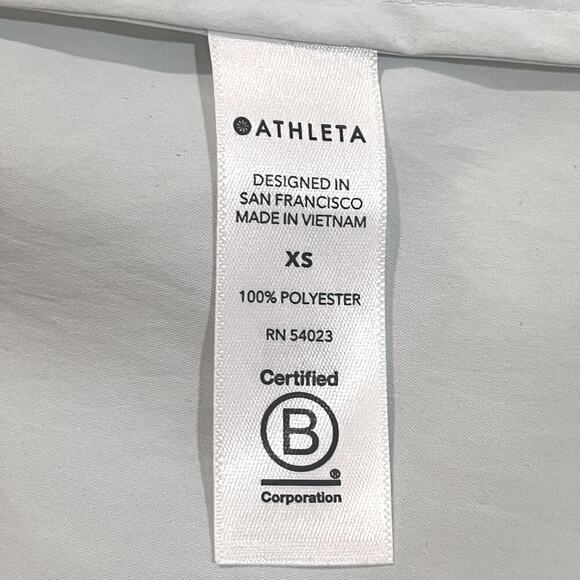 ATHLETA
DESIGNED IN
SAN FRANCISCO
MADE IN VIETNAM
XS
100% POLYESTER
RN 54023
Certified
B
®
Corporation